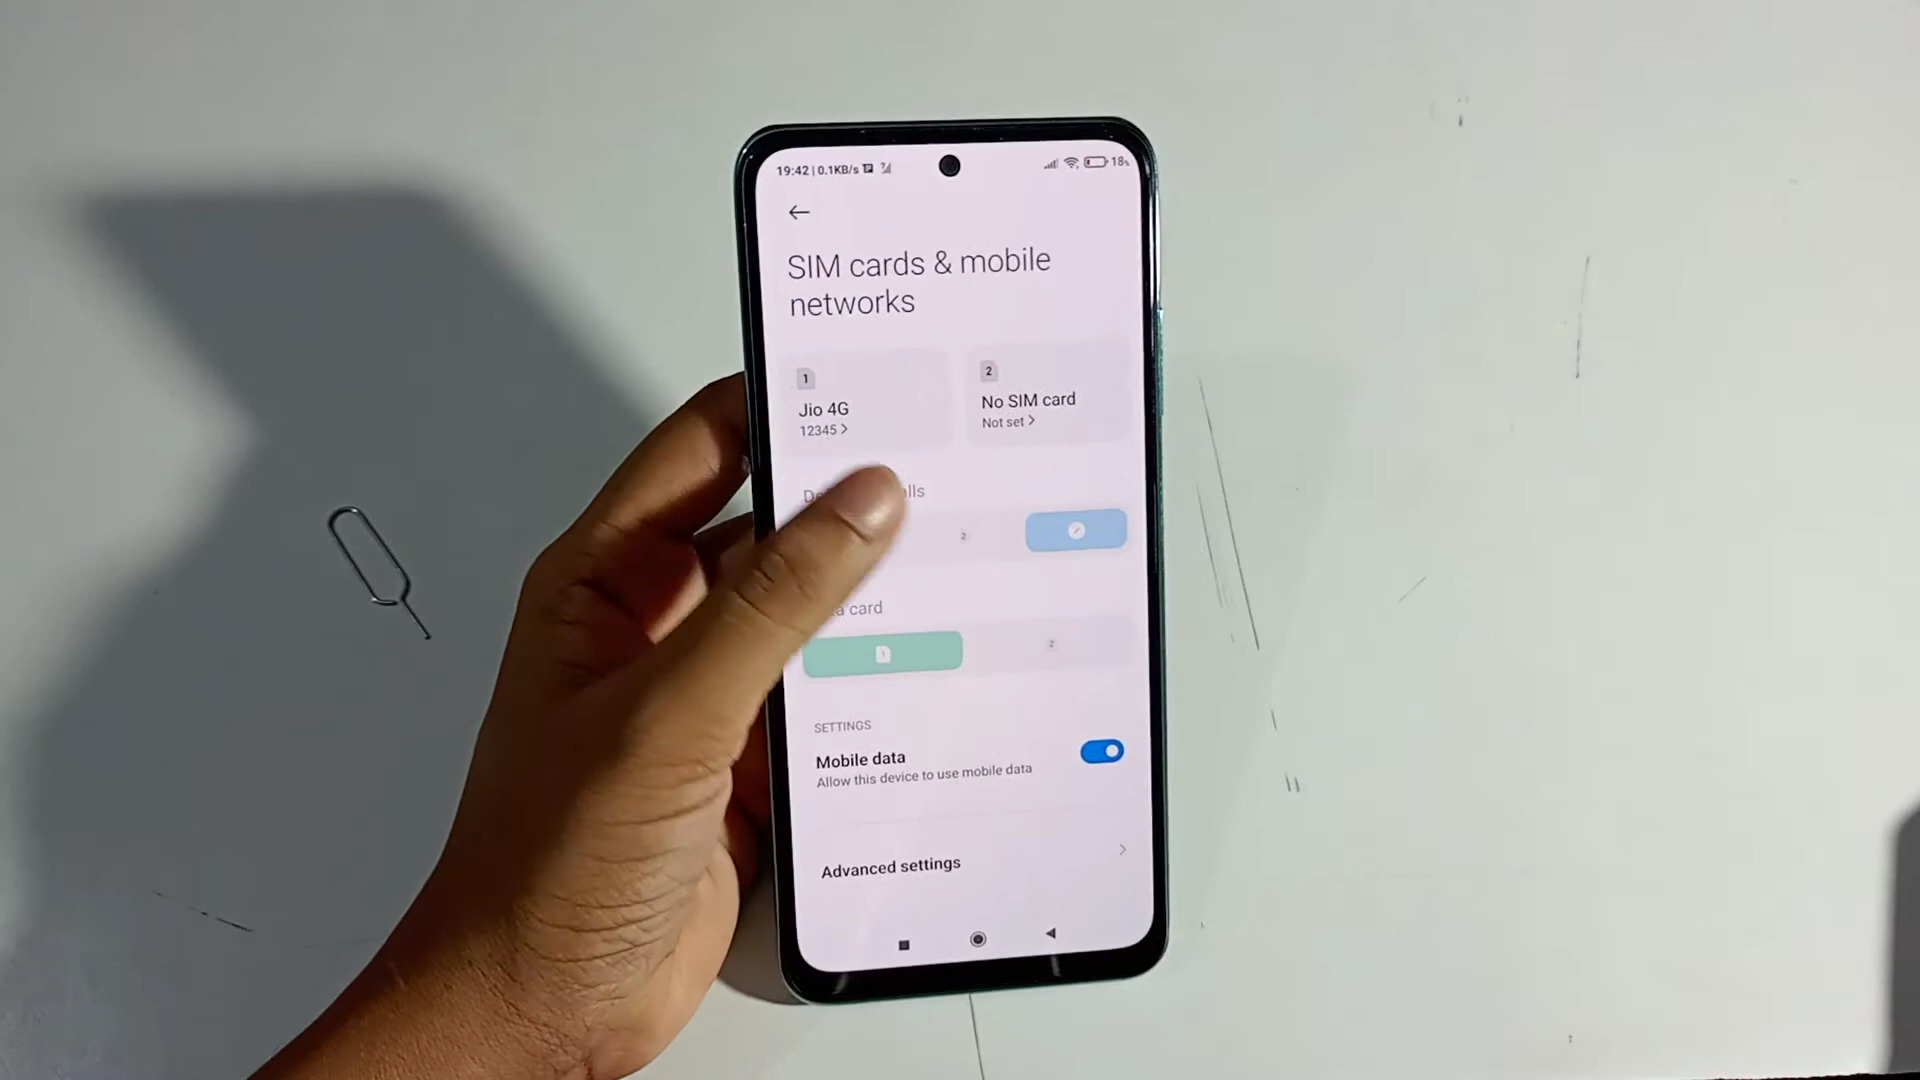 19:42 | 0.1KB/s
18%
SIM cards & mobile
networks
1
Jio 4G
12345 >
2
No SIM card
Not set >
2
card
1
2
SETTINGS
Mobile data
Allow this device to use mobile data
Advanced settings